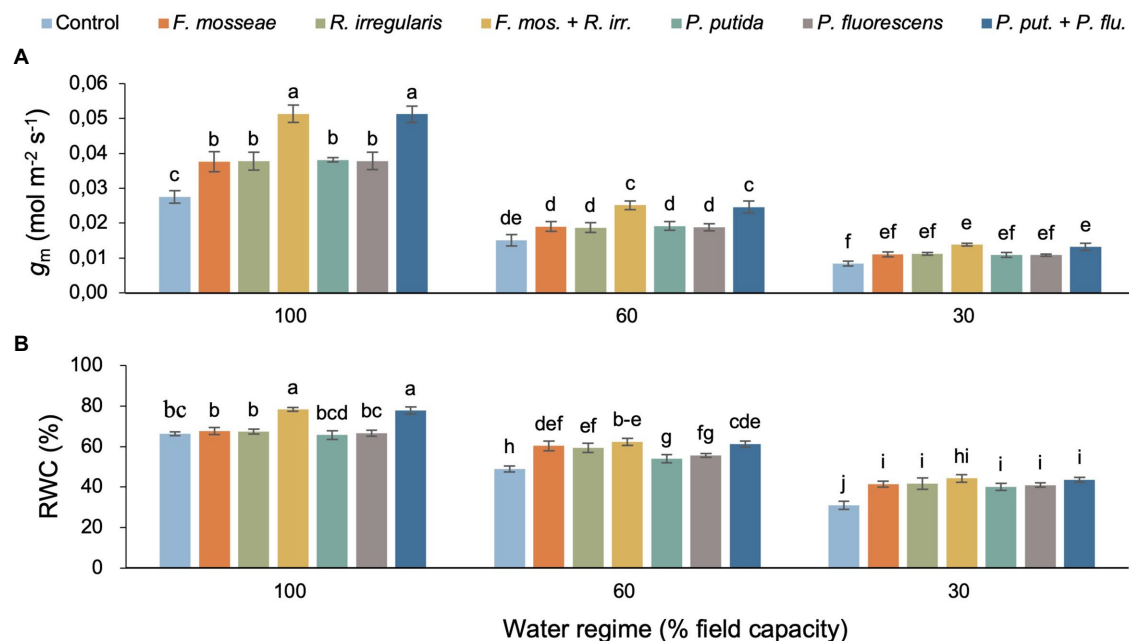 Control F. mosseae R. irregularis F. mos. + R. irr. P. putida P. fluorescens P. put. + P. flu.
A
0,06
0,05
0,04
0,03
0,02
0,01
0,00
gm (mol m-2 s-1)
c b b a b b a
de d d c d d c
f ef ef e ef ef e
100 60 30
B
100
80
60
40
20
0
RWC (%)
bc b b a bcd bc a
h def ef b-e g fg cde
j i i hi i i i
100 60 30
Water regime (% field capacity)